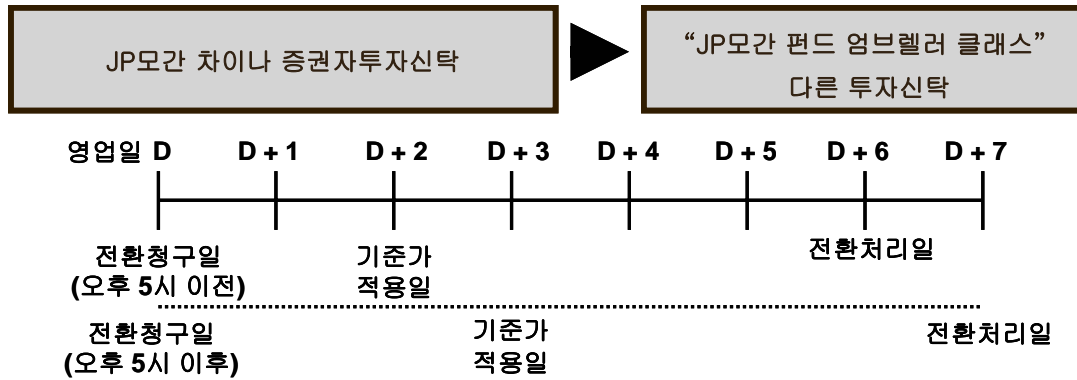 JP모간 차이나 증권자투자신탁
“JP모간 펀드 엄브렐러 클래스”
다른 투자신탁
영업일 D D + 1 D + 2 D + 3 D + 4 D + 5 D + 6 D + 7
전환청구일 기준가 전환처리일
(오후 5시 이전) 적용일
전환청구일 기준가 전환처리일
(오후 5시 이후) 적용일